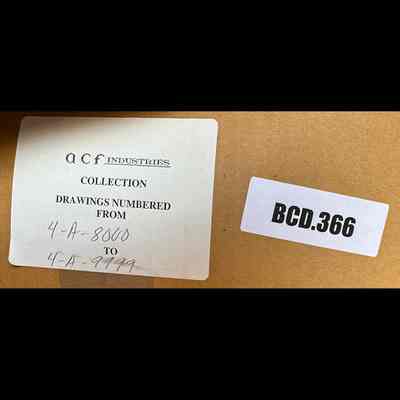 acf INDUSTRIES
COLLECTION
DRAWINGS NUMBERED
FROM
4-A-8000
TO
4-A-9999
BCD.366